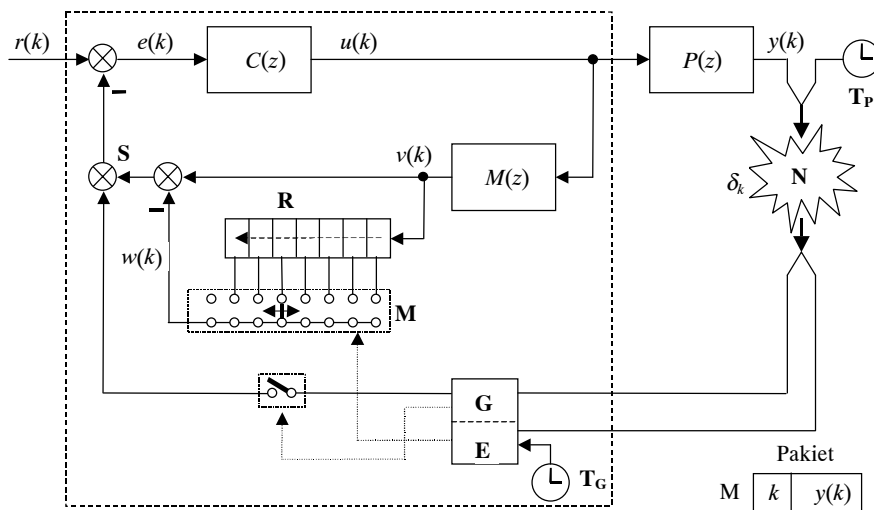 r(k) e(k) C(z) u(k) P(z) y(k)
T_P
S v(k) M(z) δ_k N
R
w(k)
M
G
E
T_G
Pakiet
M k y(k)